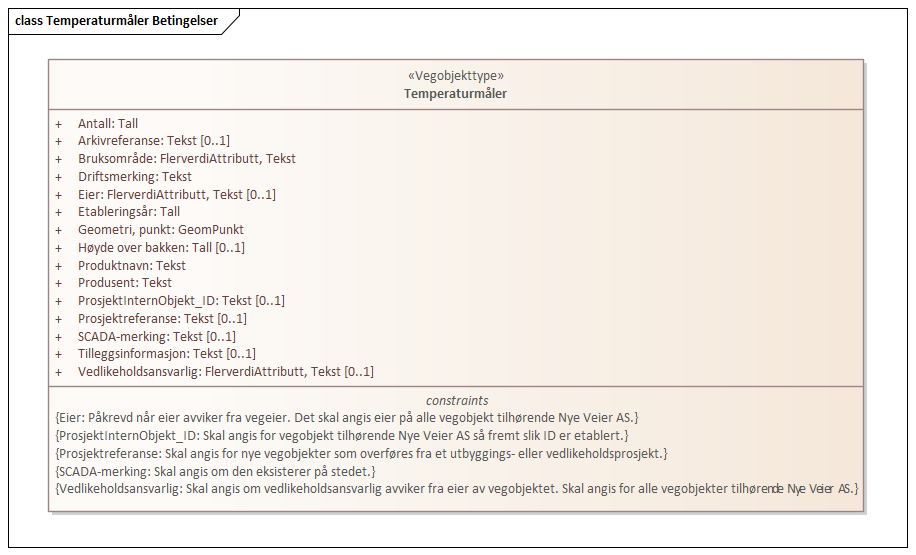 class Temperaturmåler Betingelser
«Vegobjekttype»
Temperaturmåler
+ Antall: Tall
+ Arkivreferanse: Tekst [0..1]
+ Bruksområde: FlerverdiAttributt, Tekst
+ Driftsmerking: Tekst
+ Eier: FlerverdiAttributt, Tekst [0..1]
+ Etableringsår: Tall
+ Geometri, punkt: GeomPunkt
+ Høyde over bakken: Tall [0..1]
+ Produktnavn: Tekst
+ Produsent: Tekst
+ ProsjektInternObjekt_ID: Tekst [0..1]
+ Prosjektreferanse: Tekst [0..1]
+ SCADA-merking: Tekst [0..1]
+ Tilleggsinformasjon: Tekst [0..1]
+ Vedlikeholdsansvarlig: FlerverdiAttributt, Tekst [0..1]
constraints
{Eier: Påkrevd når eier avviker fra vegeier. Det skal angis eier på alle vegobjekt tilhørende Nye Veier AS.}
{ProsjektInternObjekt_ID: Skal angis for vegobjekt tilhørende Nye Veier AS så fremt slik ID er etablert.}
{Prosjektreferanse: Skal angis for nye vegobjekter som overføres fra et utbyggings- eller vedlikeholdsprosjekt.}
{SCADA-merking: Skal angis om den eksisterer på stedet.}
{Vedlikeholdsansvarlig: Skal angis om vedlikeholdsansvarlig avviker fra eier av vegobjektet. Skal angis for alle vegobjekter tilhørende Nye Veier AS.}